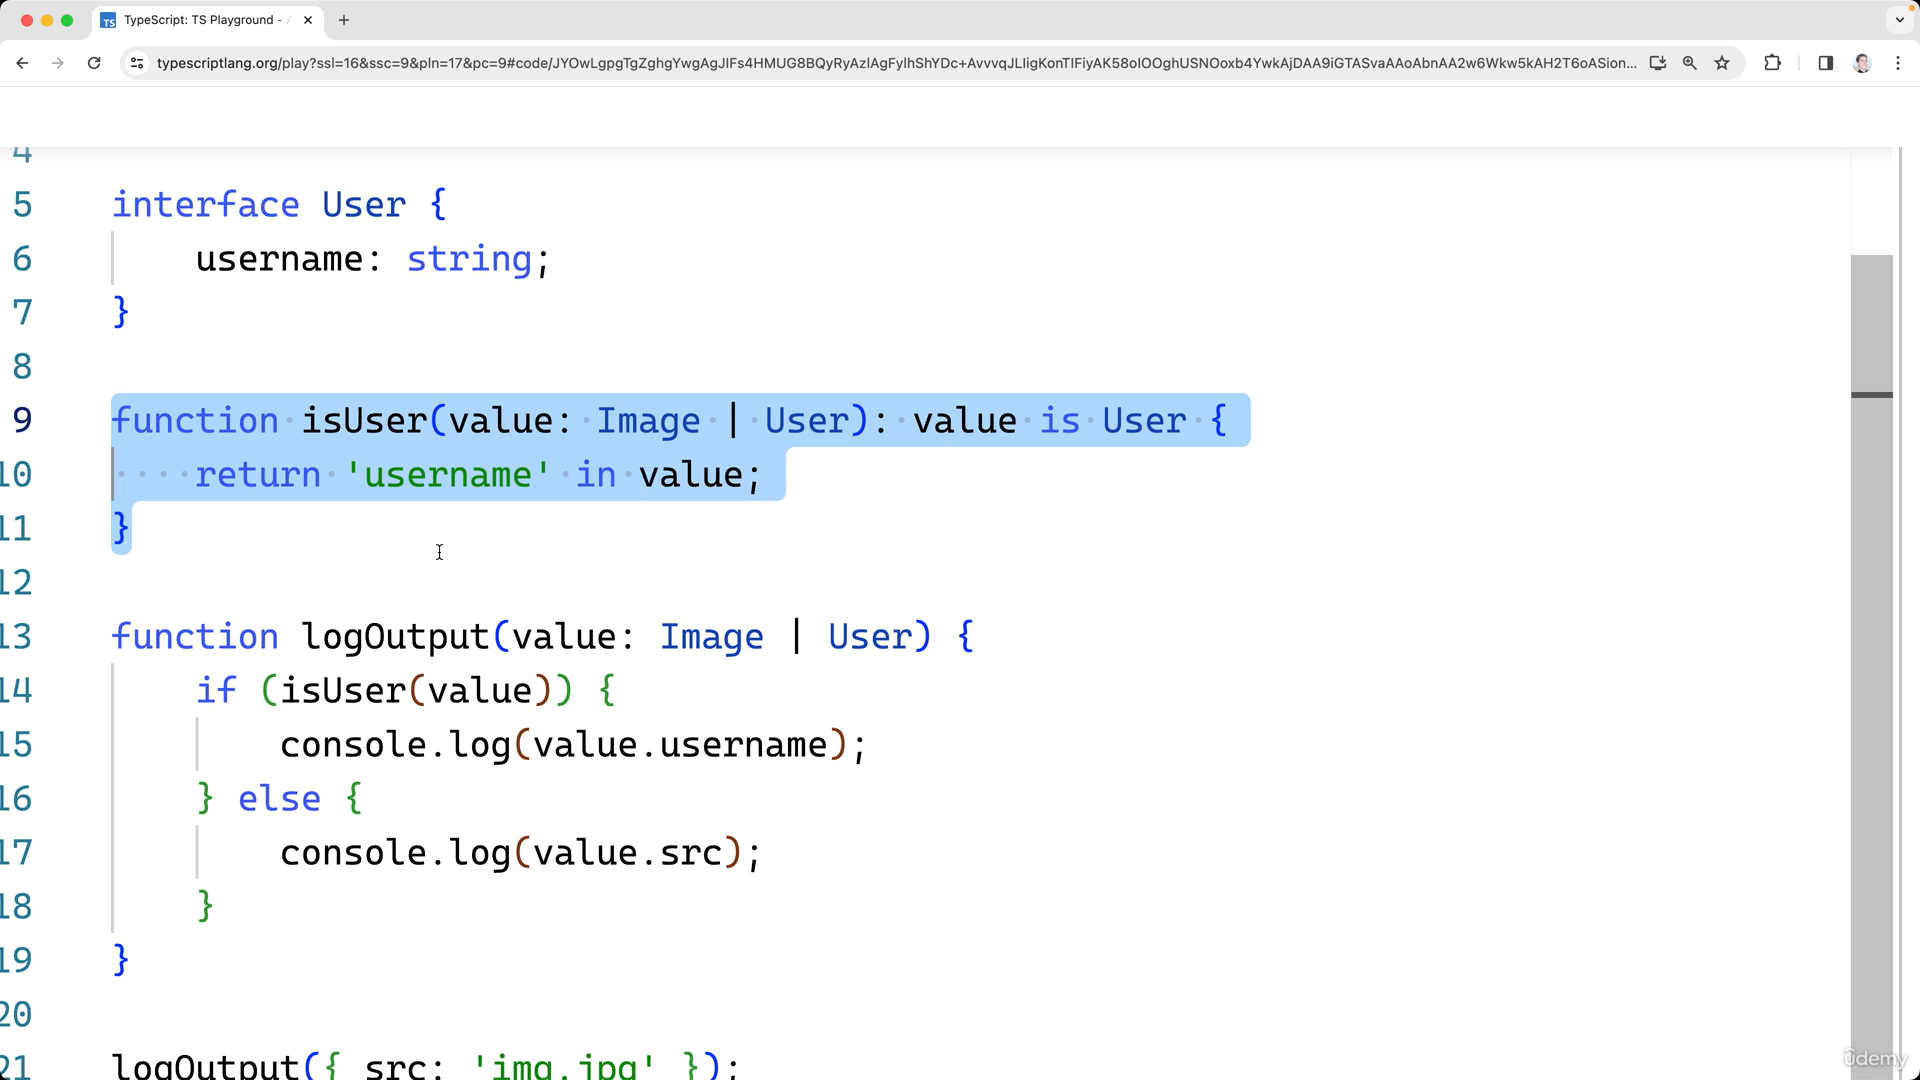 TS TypeScript: TS Playground - A
typescriptlang.org/play?ssl=16&ssc=9&pln=17&pc=9#code/
4
5 interface User {
6 username: string;
7 }
8
9 function isUser(value: Image | User): value is User {
10 return 'username' in value;
11 }
12
13 function logOutput(value: Image | User) {
14 if (isUser(value)) {
15 console.log(value.username);
16 } else {
17 console.log(value.src);
18 }
19 }
20
21 logOutput({ src: 'img.jpg' });
ûdemy